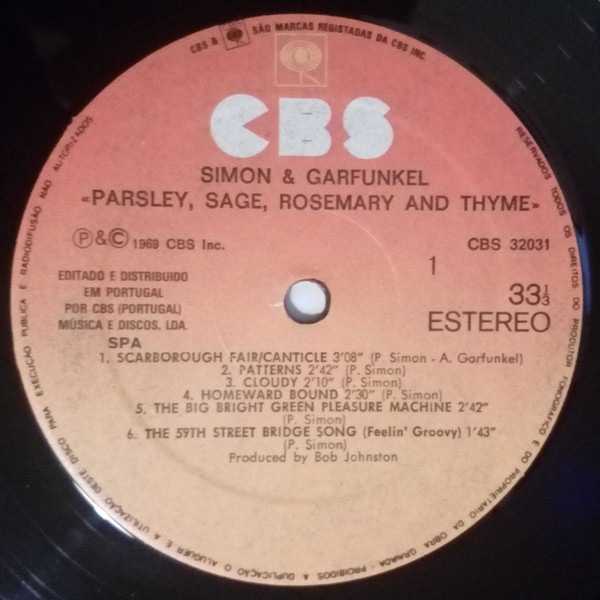 CBS & SÃO MARCAS REGISTADAS DA CBS INC.
CBS
SIMON & GARFUNKEL
«PARSLEY, SAGE, ROSEMARY AND THYME»
Ⓟ&© 1969 CBS Inc.
CBS 32031
EDITADO E DISTRIBUIDO
EM PORTUGAL
POR CBS (PORTUGAL)
MÚSICA E DISCOS, LDA.
1
33⅓
ESTEREO
SPA
1. SCARBOROUGH FAIR/CANTICLE 3'08" (P. Simon - A. Garfunkel)
2. PATTERNS 2'42" (P. Simon)
3. CLOUDY 2'10" (P. Simon)
4. HOMEWARD BOUND 2'30" (P. Simon)
5. THE BIG BRIGHT GREEN PLEASURE MACHINE 2'42"
(P. Simon)
6. THE 59TH STREET BRIDGE SONG (Feelin' Groovy) 1'43"
(P. Simon)
Produced by Bob Johnston
RESERVADOS TODOS OS DIREITOS DO PRODUTOR FONOGRAFICO E DO PROPRIETARIO DA OBRA GRAVADA - PROIBIDOS A DUPLICAÇÃO O ALUGUER E A UTILIZAÇÃO DESTE DISCO PARA EXECUÇÃO PUBLICA E RADIODIFUSÃO NÃO AUTORIZADOS